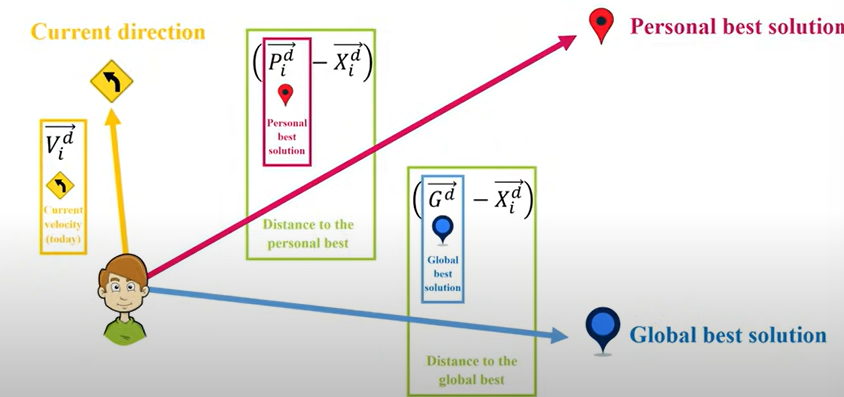 Current direction
Personal best solution
(P_i^d − X_i^d)
Personal
best
solution
V_i^d
Current
velocity
(today)
(G^d − X_i^d)
Distance to the
personal best
Global
best
solution
Global best solution
Distance to the
global best